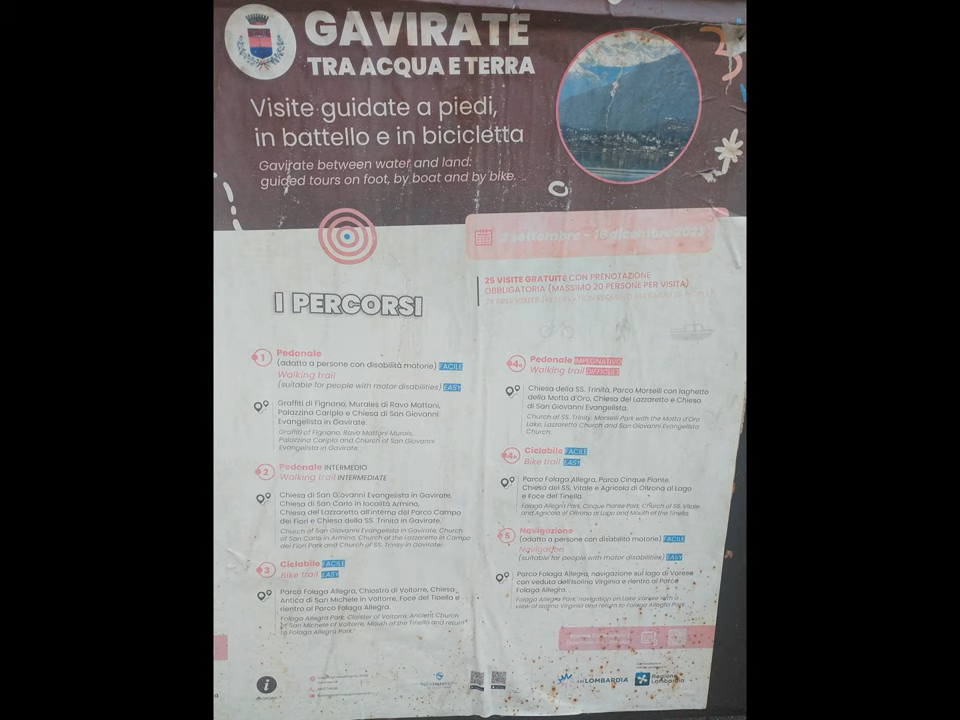 GAVIRATE
TRA ACQUA E TERRA
Visite guidate a piedi,
in battello e in bicicletta
Gavirate between water and land:
guided tours on foot, by boat and by bike.
2 settembre - 16 dicembre 2023
25 VISITE GRATUITE CON PRENOTAZIONE
OBBLIGATORIA (MASSIMO 20 PERSONE PER VISITA)
I PERCORSI
1 Pedonale
(adatto a persone con disabilità motorie) FACILE
Walking trail
(suitable for people with motor disabilities) EASY
Graffiti di Fignano, Murales di Ravo Mattoni,
Palazzina Cariplo e Chiesa di San Giovanni
Evangelista in Gavirate.
Graffiti of Fignano, Ravo Mattoni Murals,
Palazzina Cariplo and Church of San Giovanni
Evangelista in Gavirate.
2 Pedonale INTERMEDIO
Walking trail INTERMEDIATE
Chiesa di San Giovanni Evangelista in Gavirate,
Chiesa di San Carlo in località Armino,
Chiesa del Lazzaretto all'interno del Parco Campo
dei Fiori e Chiesa della SS. Trinità in Gavirate.
Church of San Giovanni Evangelista in Gavirate, Church
of San Carlo in Armino, Church of the Lazzaretto in Campo
dei Fiori Park and Church of SS. Trinity in Gavirate.
3 Ciclabile FACILE
Bike trail EASY
Parco Folaga Allegra, Chiostro di Voltorre, Chiesa
Antica di San Michele in Voltorre, Foce del Tinella e
rientro al Parco Folaga Allegra.
Folaga Allegra Park, Cloister of Voltorre, Ancient Church
of San Michele of Voltorre, Mouth of the Tinella and return
to Folaga Allegra Park.
4a Pedonale IMPEGNATIVO
Walking trail DIFFICULT
Chiesa della SS. Trinità, Parco Morselli con laghetto
della Motta d'Oro, Chiesa del Lazzaretto e Chiesa
di San Giovanni Evangelista.
Church of SS. Trinity, Morselli Park with the Motta d'Oro
Lake, Lazzaretto Church and San Giovanni Evangelista
Church.
Ciclabile FACILE
Bike trail EASY
Parco Folaga Allegra, Parco Cinque Piante,
Chiesa dei SS. Vitale e Agricola di Oltrona al Lago
e Foce del Tinella.
Folaga Allegra Park, Cinque Piante Park, Church of SS. Vitale
and Agricola of Oltrona al Lago and Mouth of the Tinella.
5 Navigazione
(adatto a persone con disabilità motorie) FACILE
Navigation
(suitable for people with motor disabilities) EASY
Parco Folaga Allegra, navigazione sul lago di Varese
con veduta dell'Isolino Virginia e rientro al Parco
Folaga Allegra.
Folaga Allegra Park, navigation on Lake Varese with a
view of Isolino Virginia and return to Folaga Allegra Park
inLOMBARDIA
Regione
Lombardia